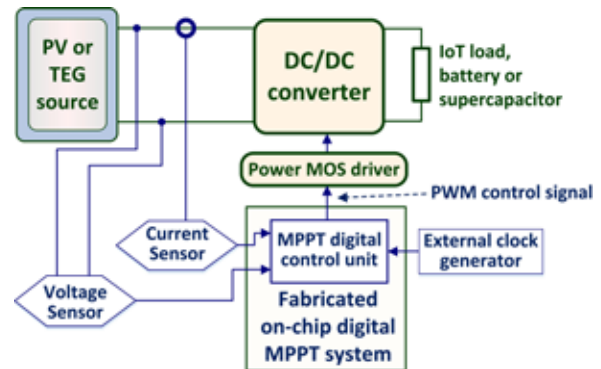 PV or
TEG
source
DC/DC
converter
IoT load,
battery or
supercapacitor
Power MOS driver
PWM control signal
Current
Sensor
MPPT digital
control unit
External clock
generator
Voltage
Sensor
Fabricated
on-chip digital
MPPT system